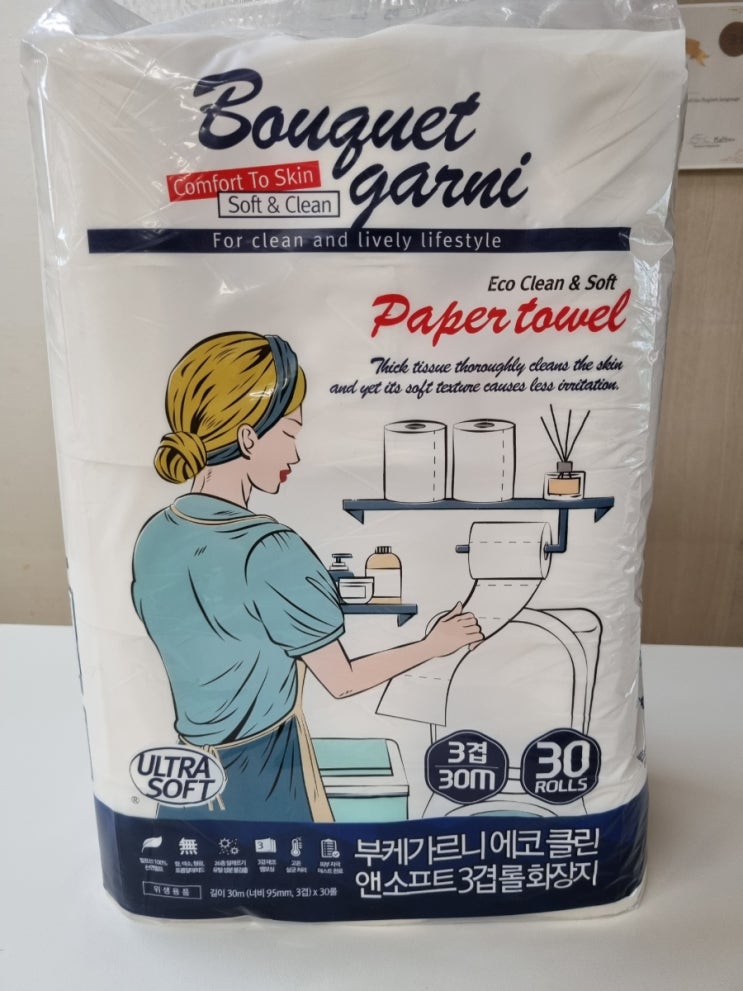 Bouquet
garni
Comfort To Skin
Soft & Clean
For clean and lively lifestyle
Eco Clean & Soft
Paper towel
Thick tissue thoroughly cleans the skin
and yet its soft texture causes less irritation.
3겹
30m
30
ROLLS
ULTRA
SOFT
®
부케가르니 에코 클린
앤 소프트 3겹 롤 화장지
無
3
위 생 용 품
길이 30m (너비 95mm, 3겹) x 30롤